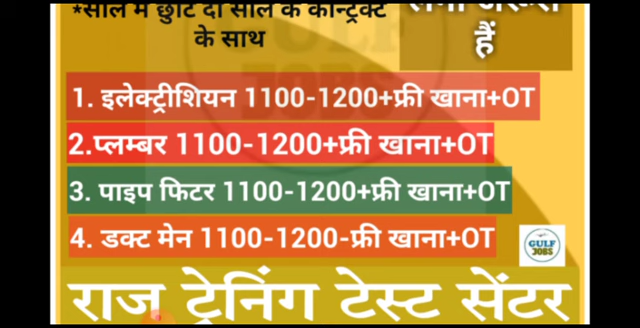 *साल में छुट्टि दो साल के कॉन्ट्रैक्ट
के साथ
हैं
1. इलेक्ट्रीशियन 1100-1200+फ्री खाना+OT
2.प्लम्बर 1100-1200+फ्री खाना+OT
3. पाइप फिटर 1100-1200+फ्री खाना+OT
4. डक्ट मेन 1100-1200-फ्री खाना+OT
GULF
JOBS
राज ट्रेनिंग टेस्ट सेंटर